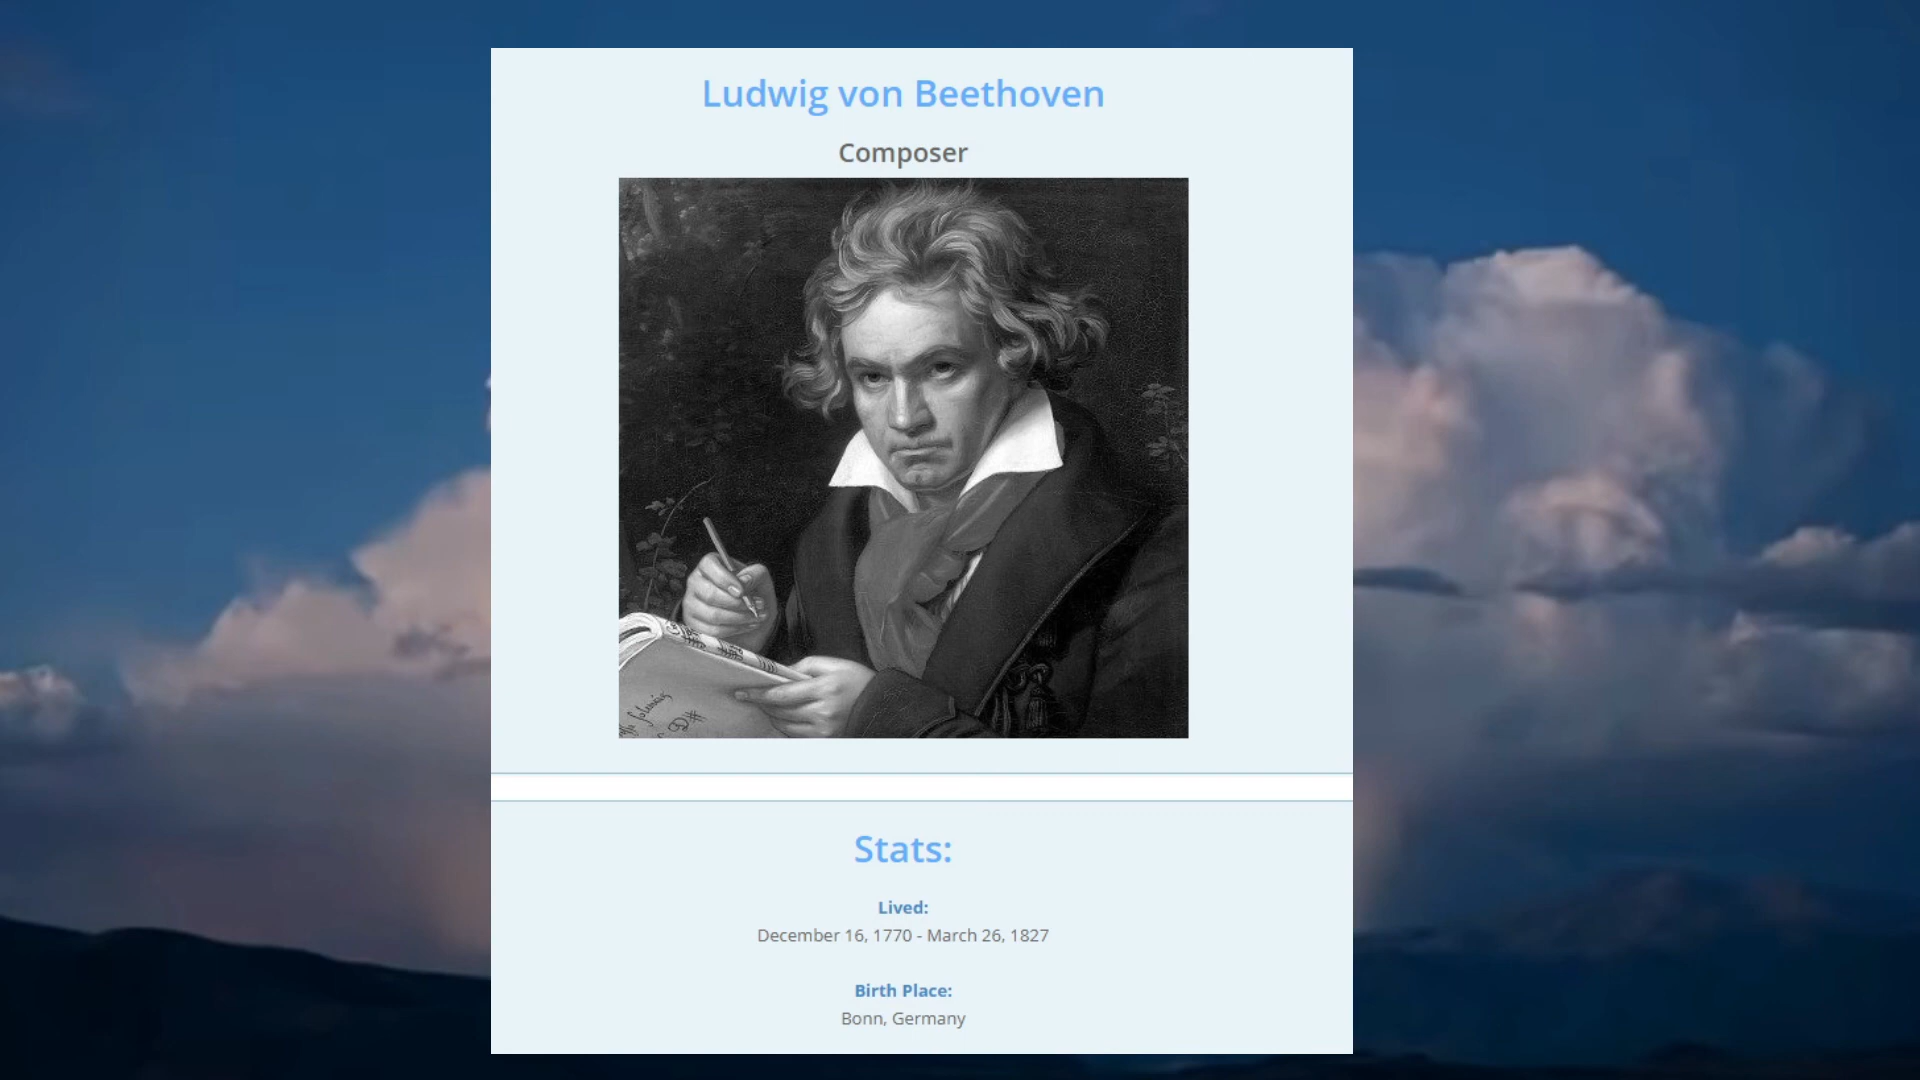 Ludwig von Beethoven
Composer
Stats:
Lived:
December 16, 1770 - March 26, 1827
Birth Place:
Bonn, Germany